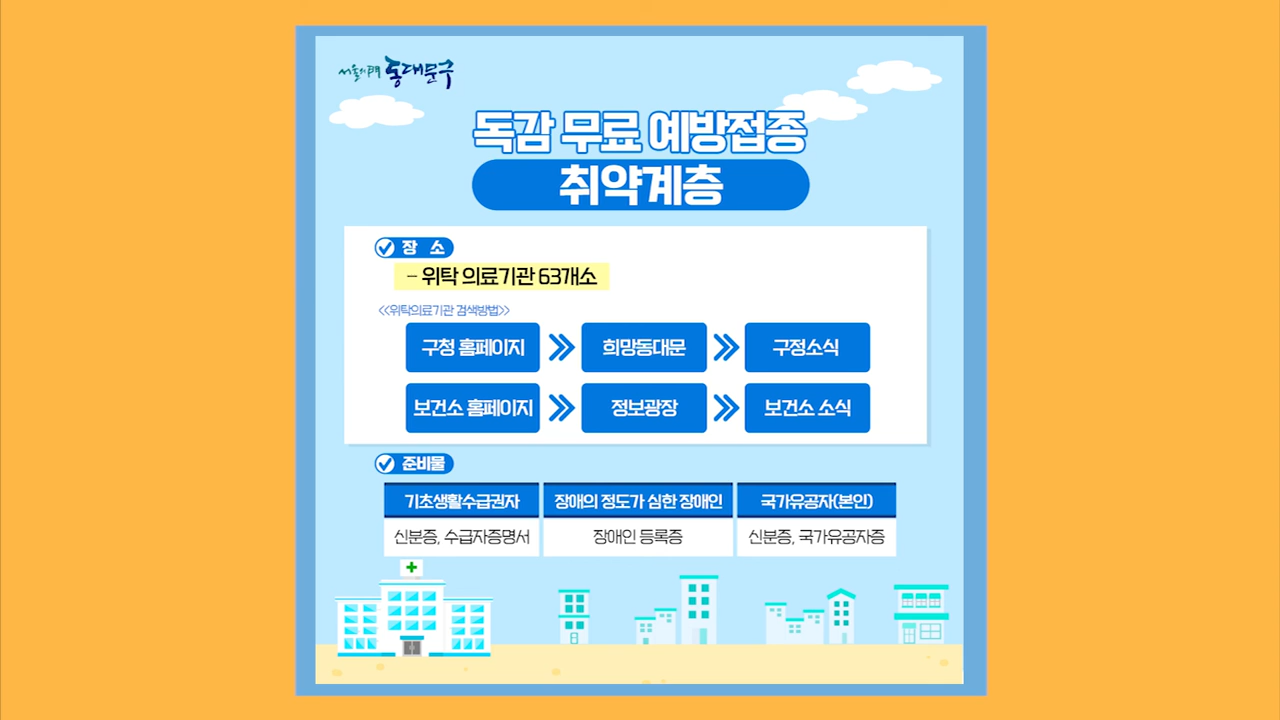 서울의門 동대문구
독감 무료 예방접종
취약계층
장 소
- 위탁 의료기관 63개소
<<위탁의료기관 검색방법>>
구청 홈페이지 >> 희망동대문 >> 구정소식
보건소 홈페이지 >> 정보광장 >> 보건소 소식
준비물
기초생활수급권자 장애의 정도가 심한 장애인 국가유공자(본인)
신분증, 수급자증명서 장애인 등록증 신분증, 국가유공자증